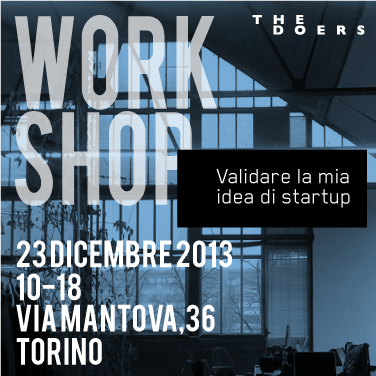 THE
DOERS
WORK
SHOP
Validare la mia
idea di startup
23 DICEMBRE 2013
10-18
VIA MANTOVA,36
TORINO